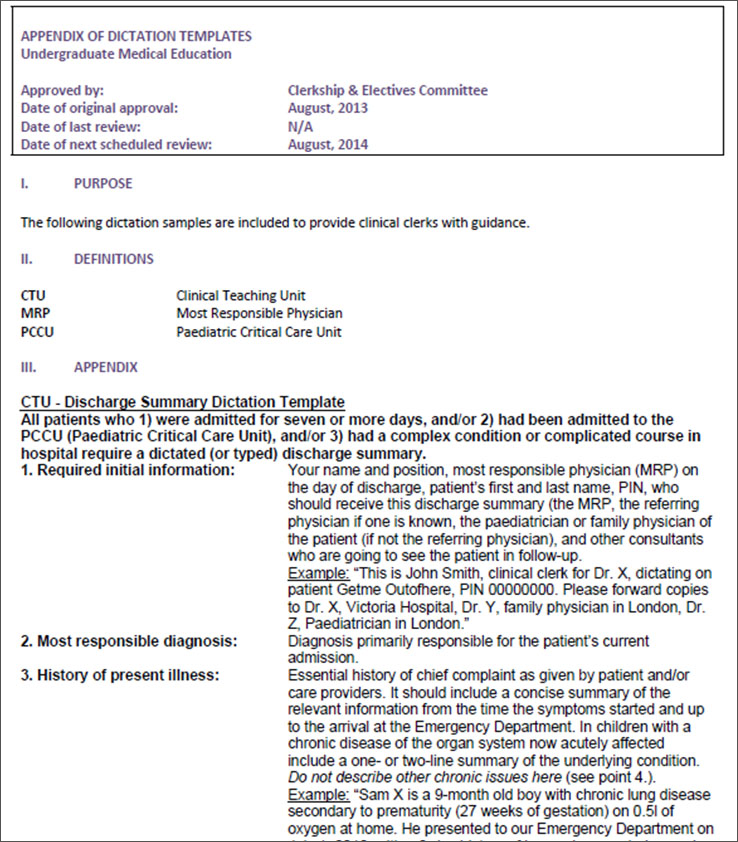 APPENDIX OF DICTATION TEMPLATES
Undergraduate Medical Education
Approved by: Clerkship & Electives Committee
Date of original approval: August, 2013
Date of last review: N/A
Date of next scheduled review: August, 2014
I. PURPOSE
The following dictation samples are included to provide clinical clerks with guidance.
II. DEFINITIONS
CTU Clinical Teaching Unit
MRP Most Responsible Physician
PCCU Paediatric Critical Care Unit
III. APPENDIX
CTU - Discharge Summary Dictation Template
All patients who 1) were admitted for seven or more days, and/or 2) had been admitted to the
PCCU (Paediatric Critical Care Unit), and/or 3) had a complex condition or complicated course in
hospital require a dictated (or typed) discharge summary.
1. Required initial information: Your name and position, most responsible physician (MRP) on
the day of discharge, patient's first and last name, PIN, who
should receive this discharge summary (the MRP, the referring
physician if one is known, the paediatrician or family physician of
the patient (if not the referring physician), and other consultants
who are going to see the patient in follow-up.
Example: “This is John Smith, clinical clerk for Dr. X, dictating on
patient Getme Outofhere, PIN 00000000. Please forward copies
to Dr. X, Victoria Hospital, Dr. Y, family physician in London, Dr.
Z, Paediatrician in London.”
2. Most responsible diagnosis: Diagnosis primarily responsible for the patient's current
admission.
3. History of present illness: Essential history of chief complaint as given by patient and/or
care providers. It should include a concise summary of the
relevant information from the time the symptoms started and up
to the arrival at the Emergency Department. In children with a
chronic disease of the organ system now acutely affected
include a one- or two-line summary of the underlying condition.
Do not describe other chronic issues here (see point 4.).
Example: “Sam X is a 9-month old boy with chronic lung disease
secondary to prematurity (27 weeks of gestation) on 0.5l of
oxygen at home. He presented to our Emergency Department on